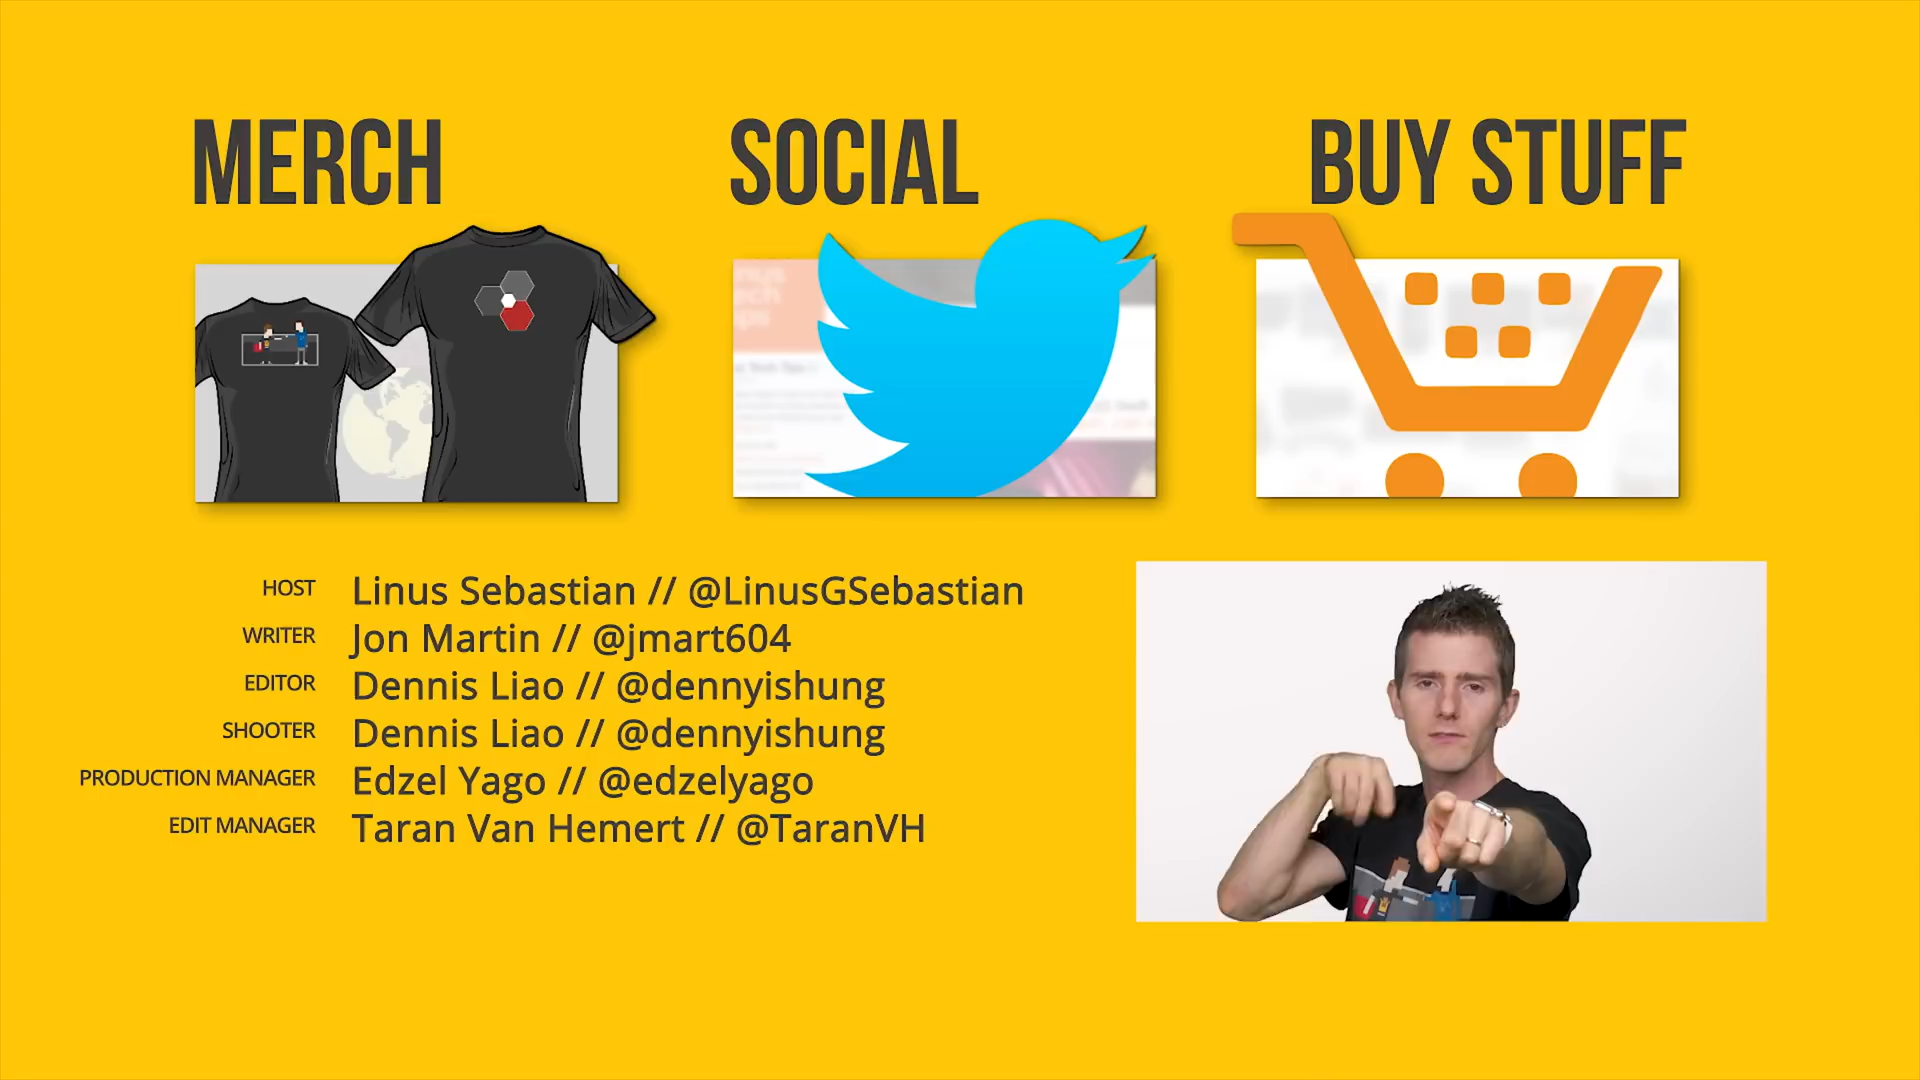 MERCH
SOCIAL
BUY STUFF
HOST Linus Sebastian // @LinusGSebastian
WRITER Jon Martin // @jmart604
EDITOR Dennis Liao // @dennyishung
SHOOTER Dennis Liao // @dennyishung
PRODUCTION MANAGER Edzel Yago // @edzelyago
EDIT MANAGER Taran Van Hemert // @TaranVH